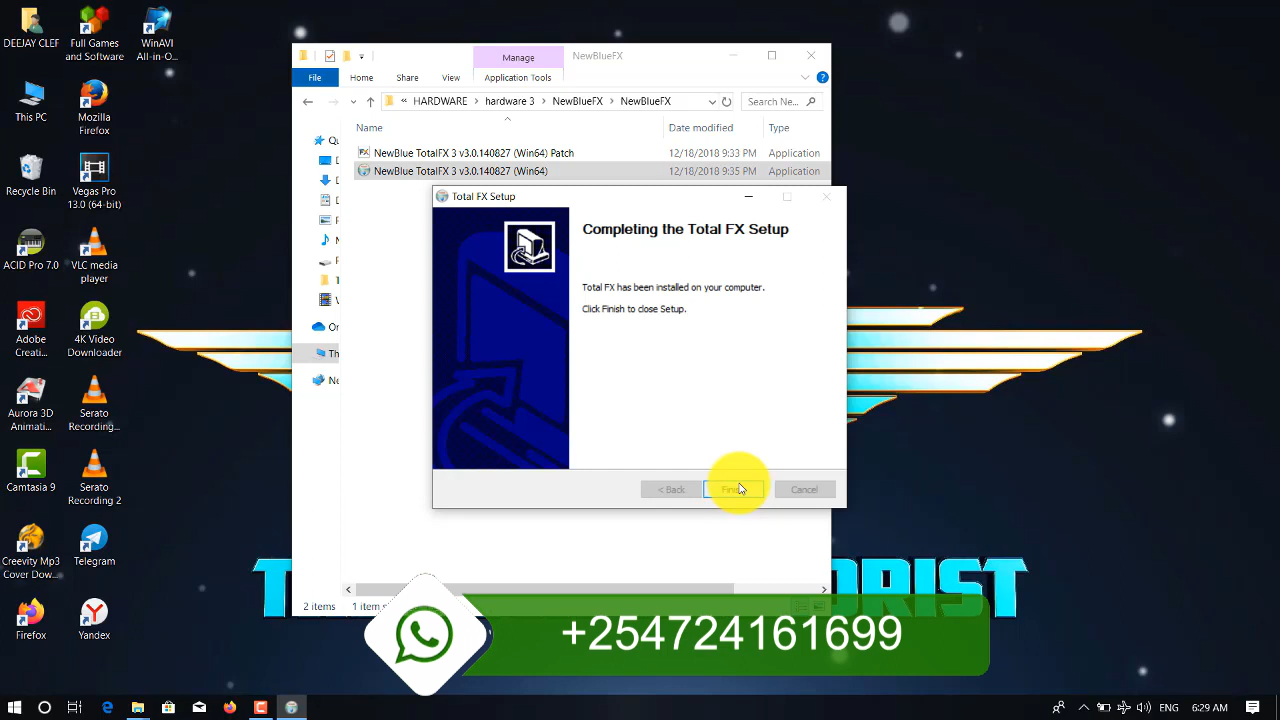 DEEJAY CLEF
Full Games
and Software
WinAVI
All-in-O...
This PC
Mozilla
Firefox
Recycle Bin
Vegas Pro
13.0 (64-bit)
ACID Pro 7.0
VLC media
player
Adobe
Creati...
4K Video
Downloader
Aurora 3D
Animati...
Serato
Recording...
Camtasia 9
Serato
Recording 2
Creevity Mp3
Cover Dow...
Telegram
Firefox
Yandex
Manage
NewBlueFX
File
Home
Share
View
Application Tools
HARDWARE
hardware 3
NewBlueFX
NewBlueFX
Search Ne...
Name
Date modified
Type
NewBlue TotalFX 3 v3.0.140827 (Win64) Patch
12/18/2018 9:33 PM
Application
NewBlue TotalFX 3 v3.0.140827 (Win64)
12/18/2018 9:35 PM
Application
Total FX Setup
Completing the Total FX Setup
Total FX has been installed on your computer.
Click Finish to close Setup.
< Back
Cancel
2 items
+254724161699
ENG
6:29 AM